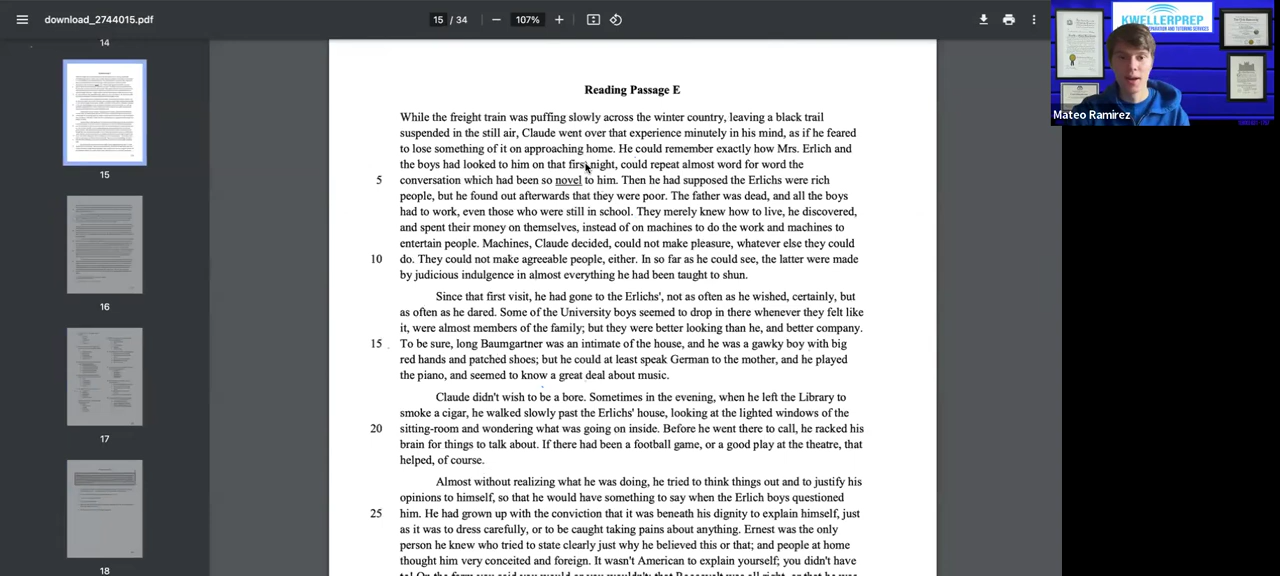 download_2744015.pdf
15 / 34
107%
KWELLERPREP
Mateo Ramirez
14
15
16
17
18
Reading Passage E
While the freight train was puffing slowly across the winter country, leaving a black trail
suspended in the still air, Claude went over that experience minutely in his mind, as if he feared
to lose something of it on approaching home. He could remember exactly how Mrs. Erlich and
the boys had looked to him on that first night, could repeat almost word for word the
5 conversation which had been so novel to him. Then he had supposed the Erlichs were rich
people, but he found out afterwards that they were poor. The father was dead, and all the boys
had to work, even those who were still in school. They merely knew how to live, he discovered,
and spent their money on themselves, instead of on machines to do the work and machines to
entertain people. Machines, Claude decided, could not make pleasure, whatever else they could
10 do. They could not make agreeable people, either. In so far as he could see, the latter were made
by judicious indulgence in almost everything he had been taught to shun.
Since that first visit, he had gone to the Erlichs', not as often as he wished, certainly, but
as often as he dared. Some of the University boys seemed to drop in there whenever they felt like
it, were almost members of the family; but they were better looking than he, and better company.
15 To be sure, long Baumgartner was an intimate of the house, and he was a gawky boy with big
red hands and patched shoes; but he could at least speak German to the mother, and he played
the piano, and seemed to know a great deal about music.
Claude didn't wish to be a bore. Sometimes in the evening, when he left the Library to
smoke a cigar, he walked slowly past the Erlichs' house, looking at the lighted windows of the
20 sitting-room and wondering what was going on inside. Before he went there to call, he racked his
brain for things to talk about. If there had been a football game, or a good play at the theatre, that
helped, of course.
Almost without realizing what he was doing, he tried to think things out and to justify his
opinions to himself, so that he would have something to say when the Erlich boys questioned
25 him. He had grown up with the conviction that it was beneath his dignity to explain himself, just
as it was to dress carefully, or to be caught taking pains about anything. Ernest was the only
person he knew who tried to state clearly just why he believed this or that; and people at home
thought him very conceited and foreign. It wasn't American to explain yourself; you didn't have